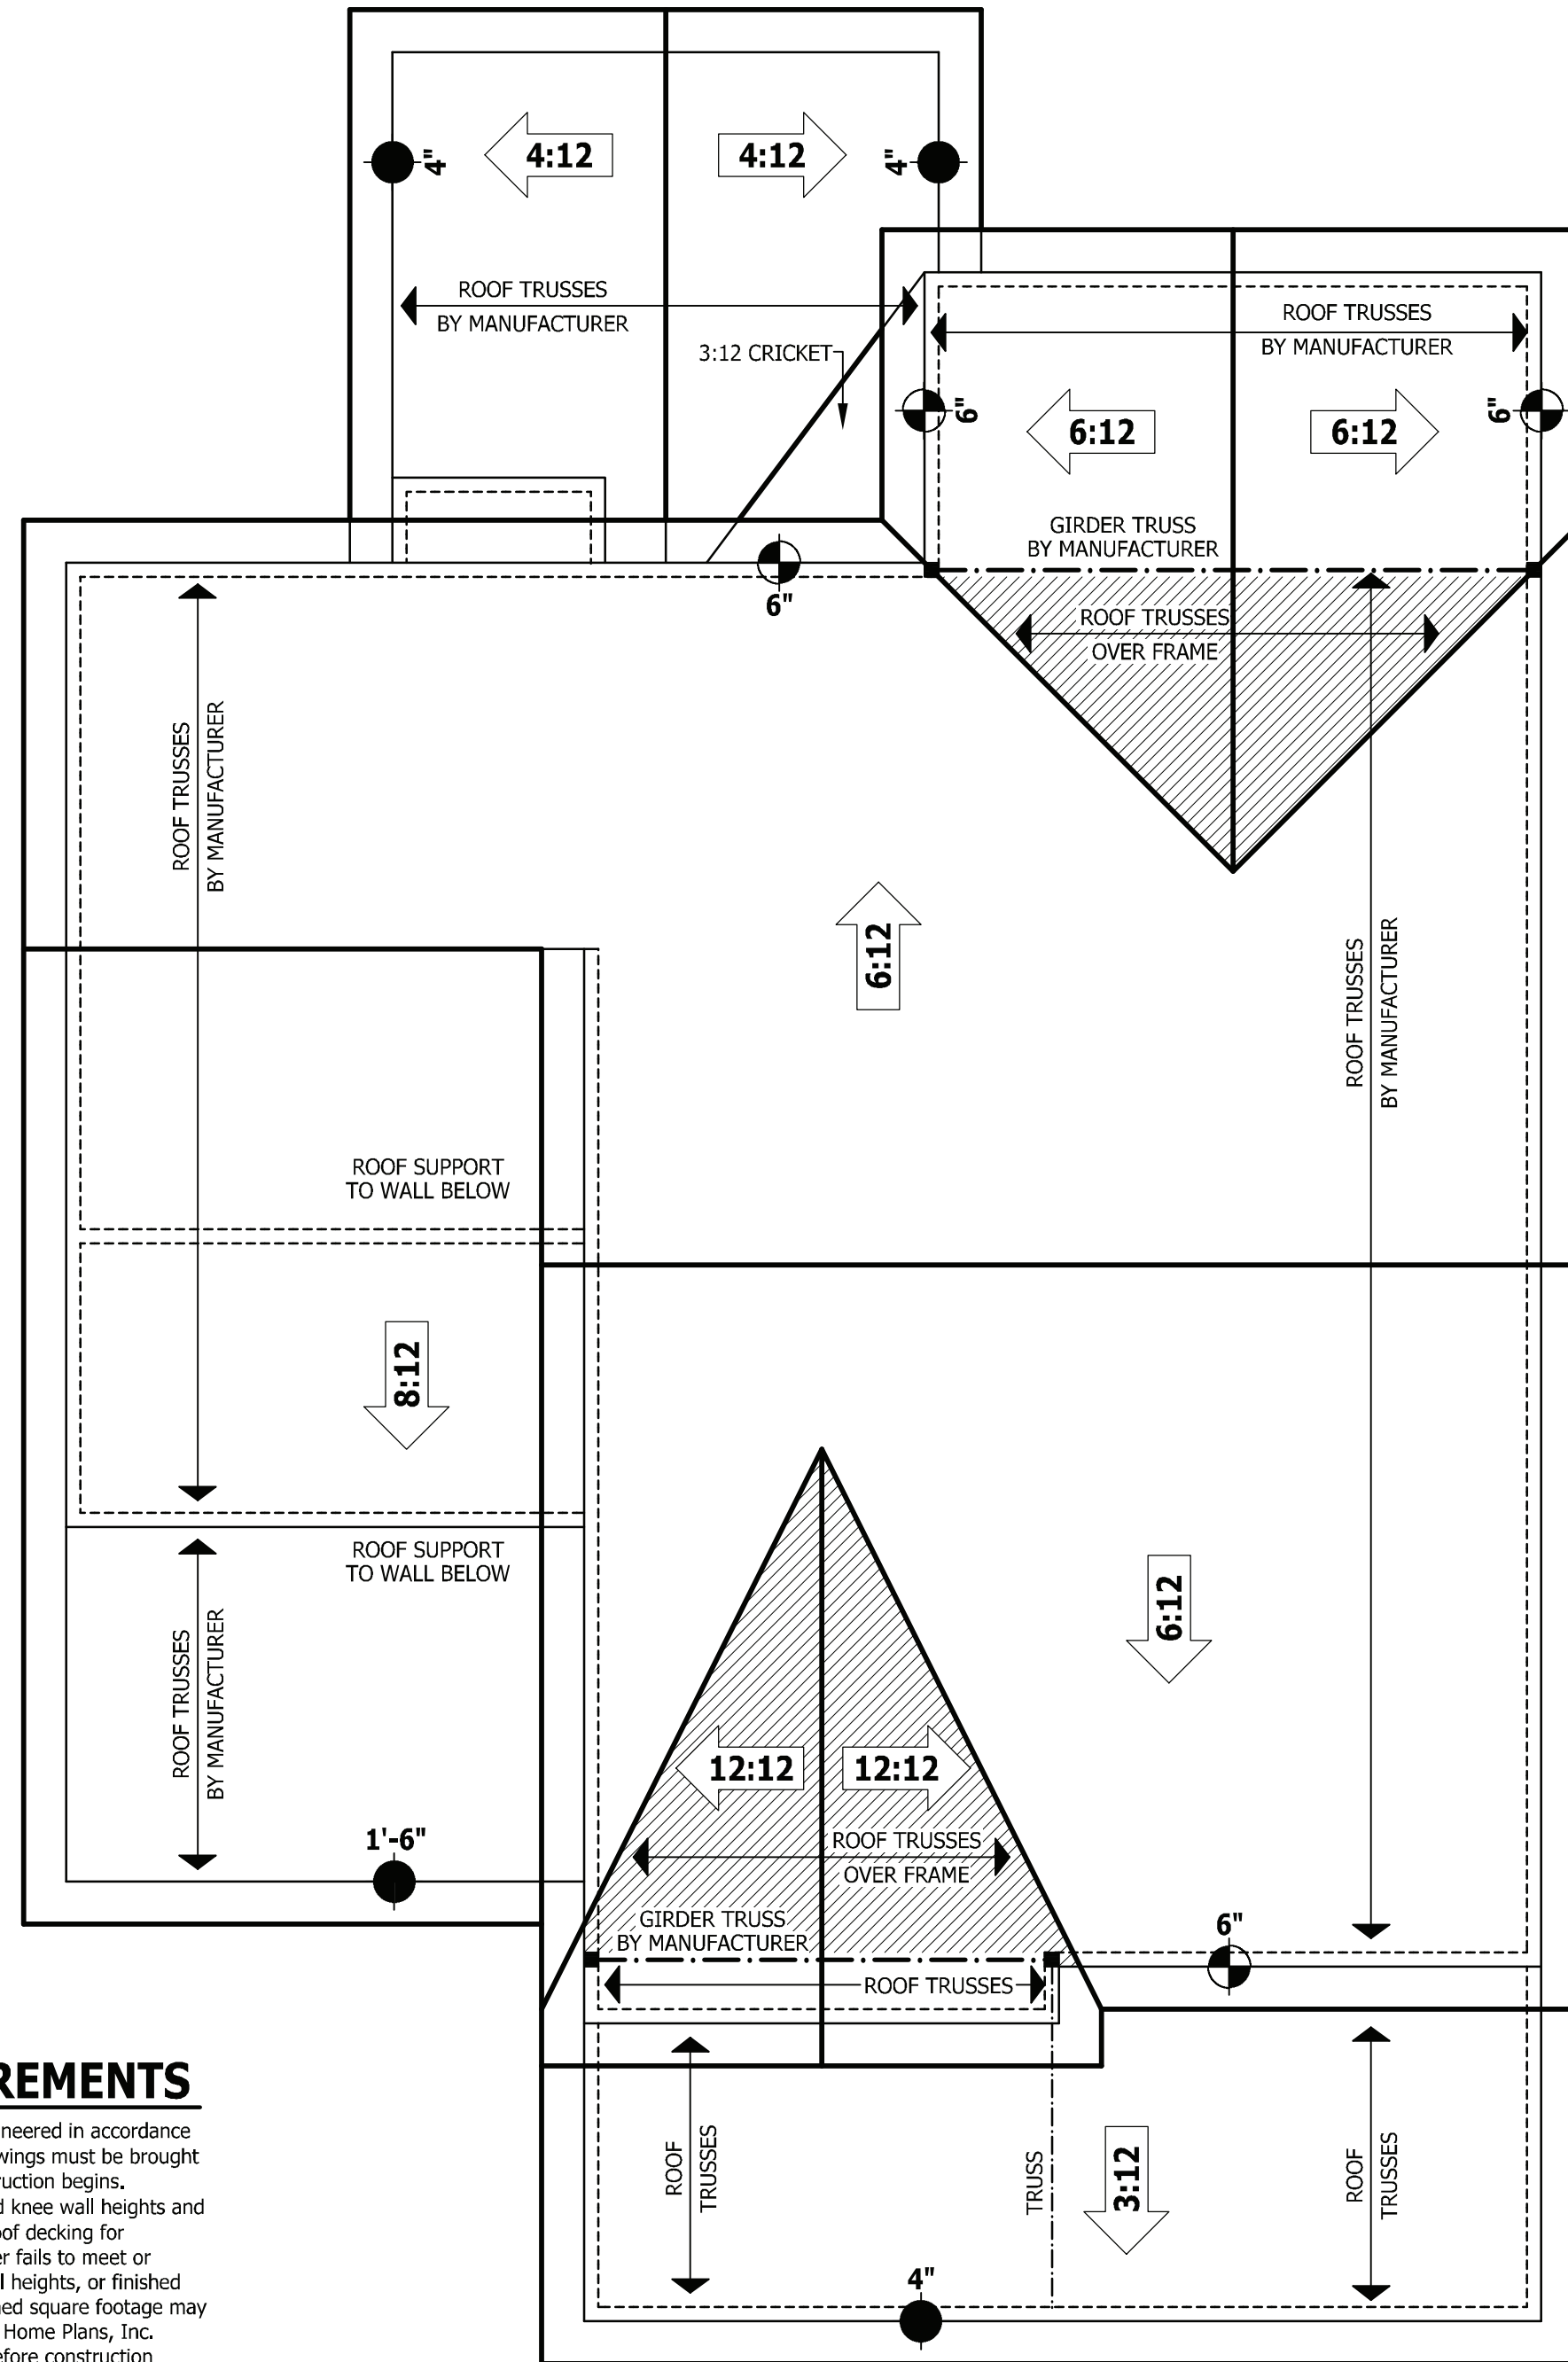 4:12
4:12
4"
4"
ROOF TRUSSES
BY MANUFACTURER
ROOF TRUSSES
BY MANUFACTURER
3:12 CRICKET
6"
6"
6:12
6:12
GIRDER TRUSS
BY MANUFACTURER
6"
ROOF TRUSSES
OVER FRAME
ROOF TRUSSES
BY MANUFACTURER
6:12
ROOF TRUSSES
BY MANUFACTURER
ROOF SUPPORT
TO WALL BELOW
8:12
ROOF SUPPORT
TO WALL BELOW
6:12
ROOF TRUSSES
BY MANUFACTURER
12:12
12:12
1'-6"
ROOF TRUSSES
OVER FRAME
GIRDER TRUSS
BY MANUFACTURER
6"
ROOF TRUSSES
ROOF
TRUSSES
TRUSS
3:12
ROOF
TRUSSES
4"
REMENTS
neered in accordance
wings must be brought
ruction begins.
d knee wall heights and
oof decking for
er fails to meet or
l heights, or finished
ned square footage may
Home Plans, Inc.
efore construction